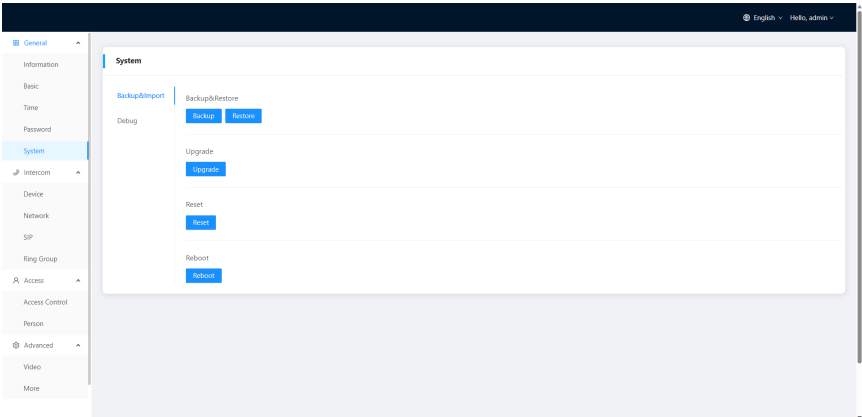 English Hello, admin
General
Information
Basic
Time
Password
System
Intercom
Device
Network
SIP
Ring Group
Access
Access Control
Person
Advanced
Video
More
System
Backup&Import
Debug
Backup&Restore
Backup Restore
Upgrade
Upgrade
Reset
Reset
Reboot
Reboot